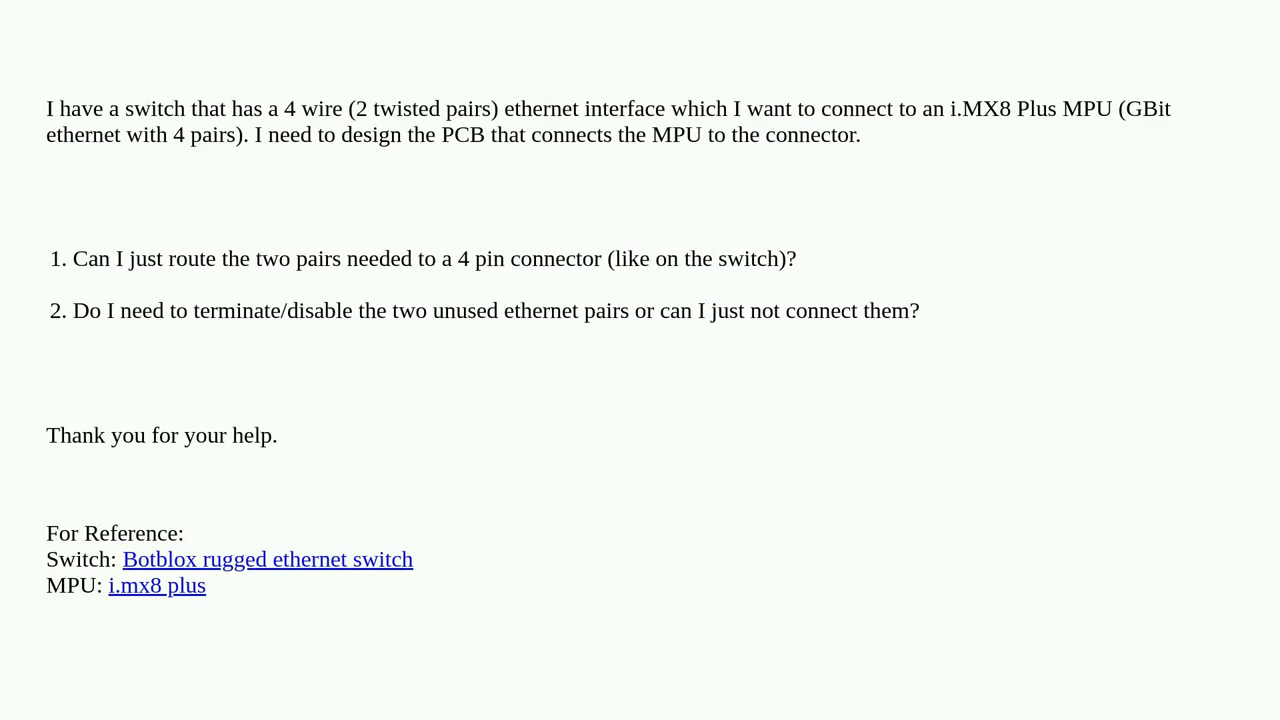 I have a switch that has a 4 wire (2 twisted pairs) ethernet interface which I want to connect to an i.MX8 Plus MPU (GBit
ethernet with 4 pairs). I need to design the PCB that connects the MPU to the connector.
1. Can I just route the two pairs needed to a 4 pin connector (like on the switch)?
2. Do I need to terminate/disable the two unused ethernet pairs or can I just not connect them?
Thank you for your help.
For Reference:
Switch: Botblox rugged ethernet switch
MPU: i.mx8 plus